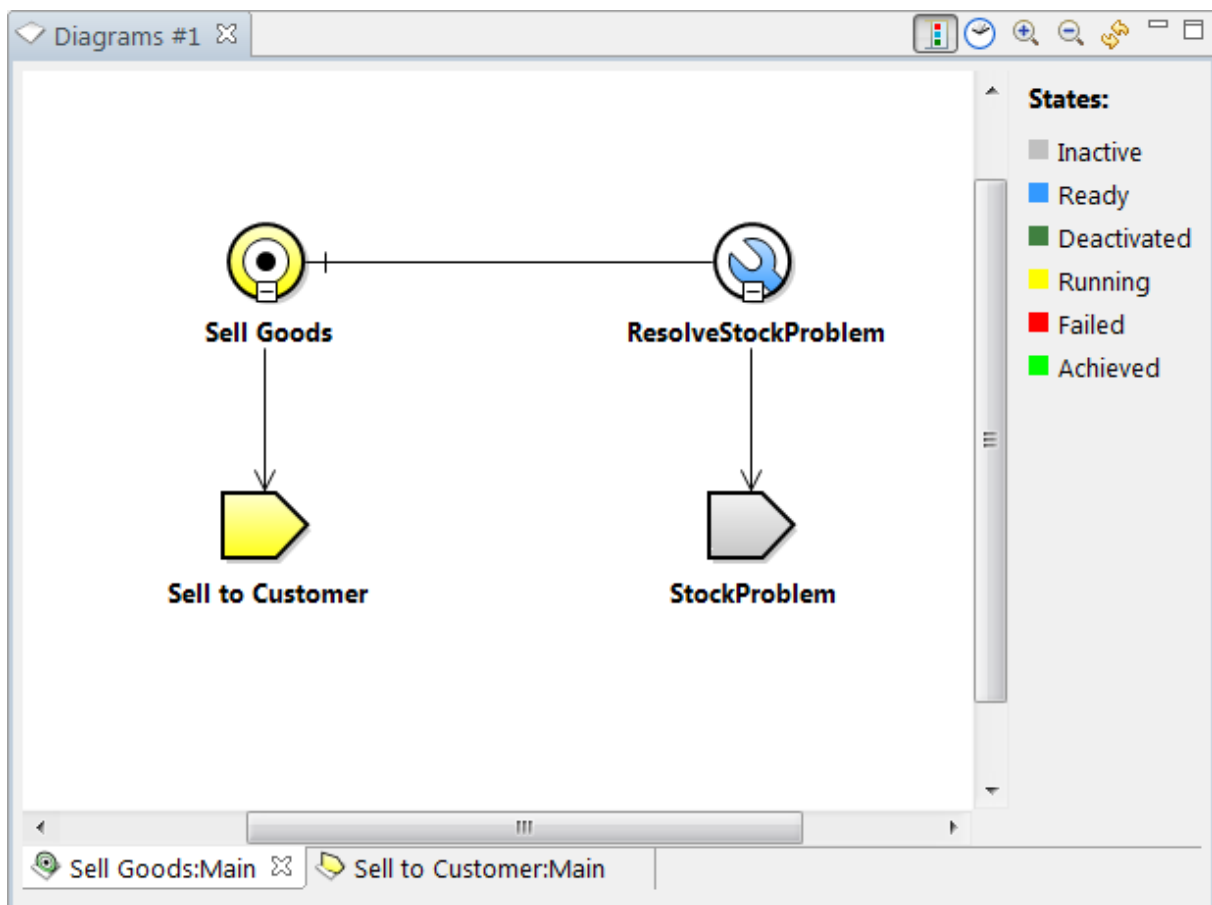 Diagrams #1
States:
Inactive
Ready
Deactivated
Running
Failed
Achieved
Sell Goods
ResolveStockProblem
Sell to Customer
StockProblem
Sell Goods:Main
Sell to Customer:Main